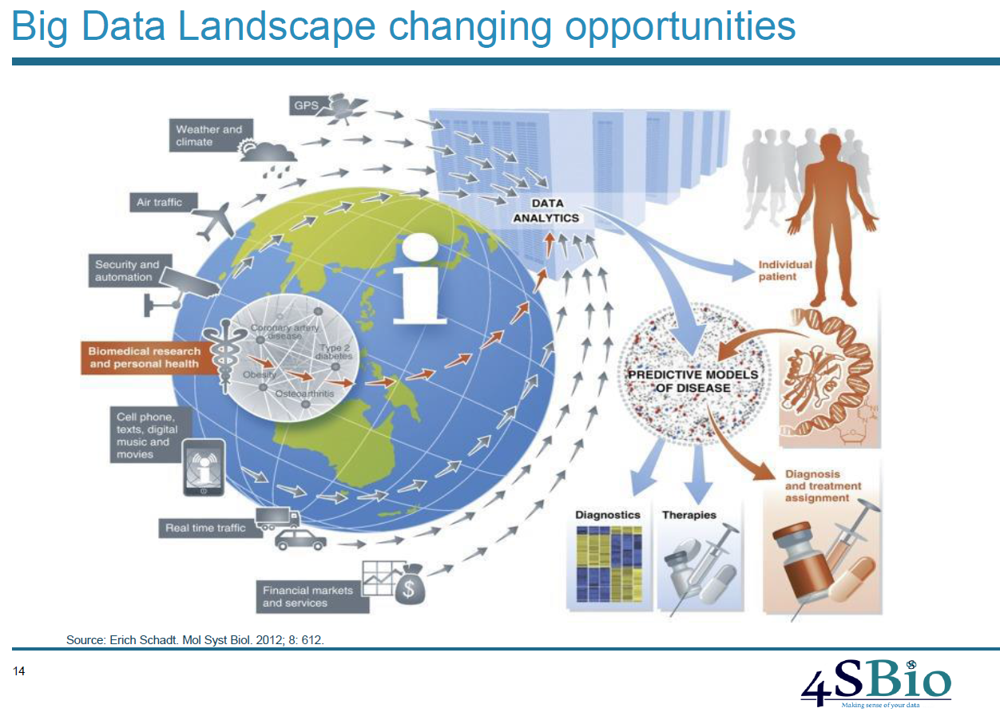 Big Data Landscape changing opportunities
GPS
Weather and
climate
Air traffic
Security and
automation
Biomedical research
and personal health
Cell phone,
texts, digital
music and
movies
Real time traffic
Financial markets
and services
Coronary artery
disease
Type 2
diabetes
Obesity
Osteoarthritis
i
i
$
DATA
ANALYTICS
Individual
patient
PREDICTIVE MODELS
OF DISEASE
N
N
O
Diagnosis
and treatment
assignment
Diagnostics
Therapies
Source: Erich Schadt. Mol Syst Biol. 2012; 8: 612.
14
4SBio
Making sense of your data